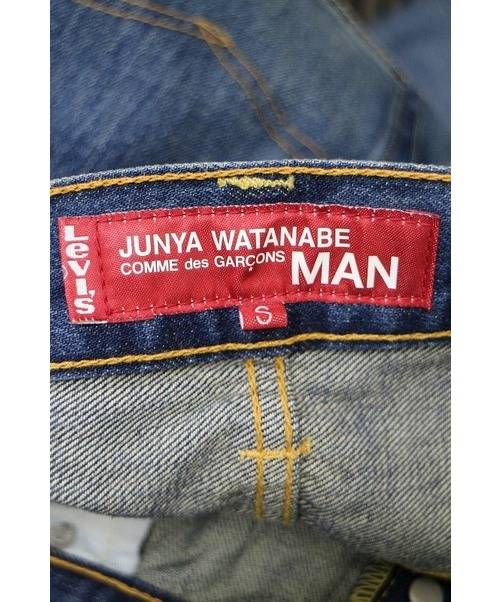 Levi's
JUNYA WATANABE
COMME des GARÇONS MAN
S